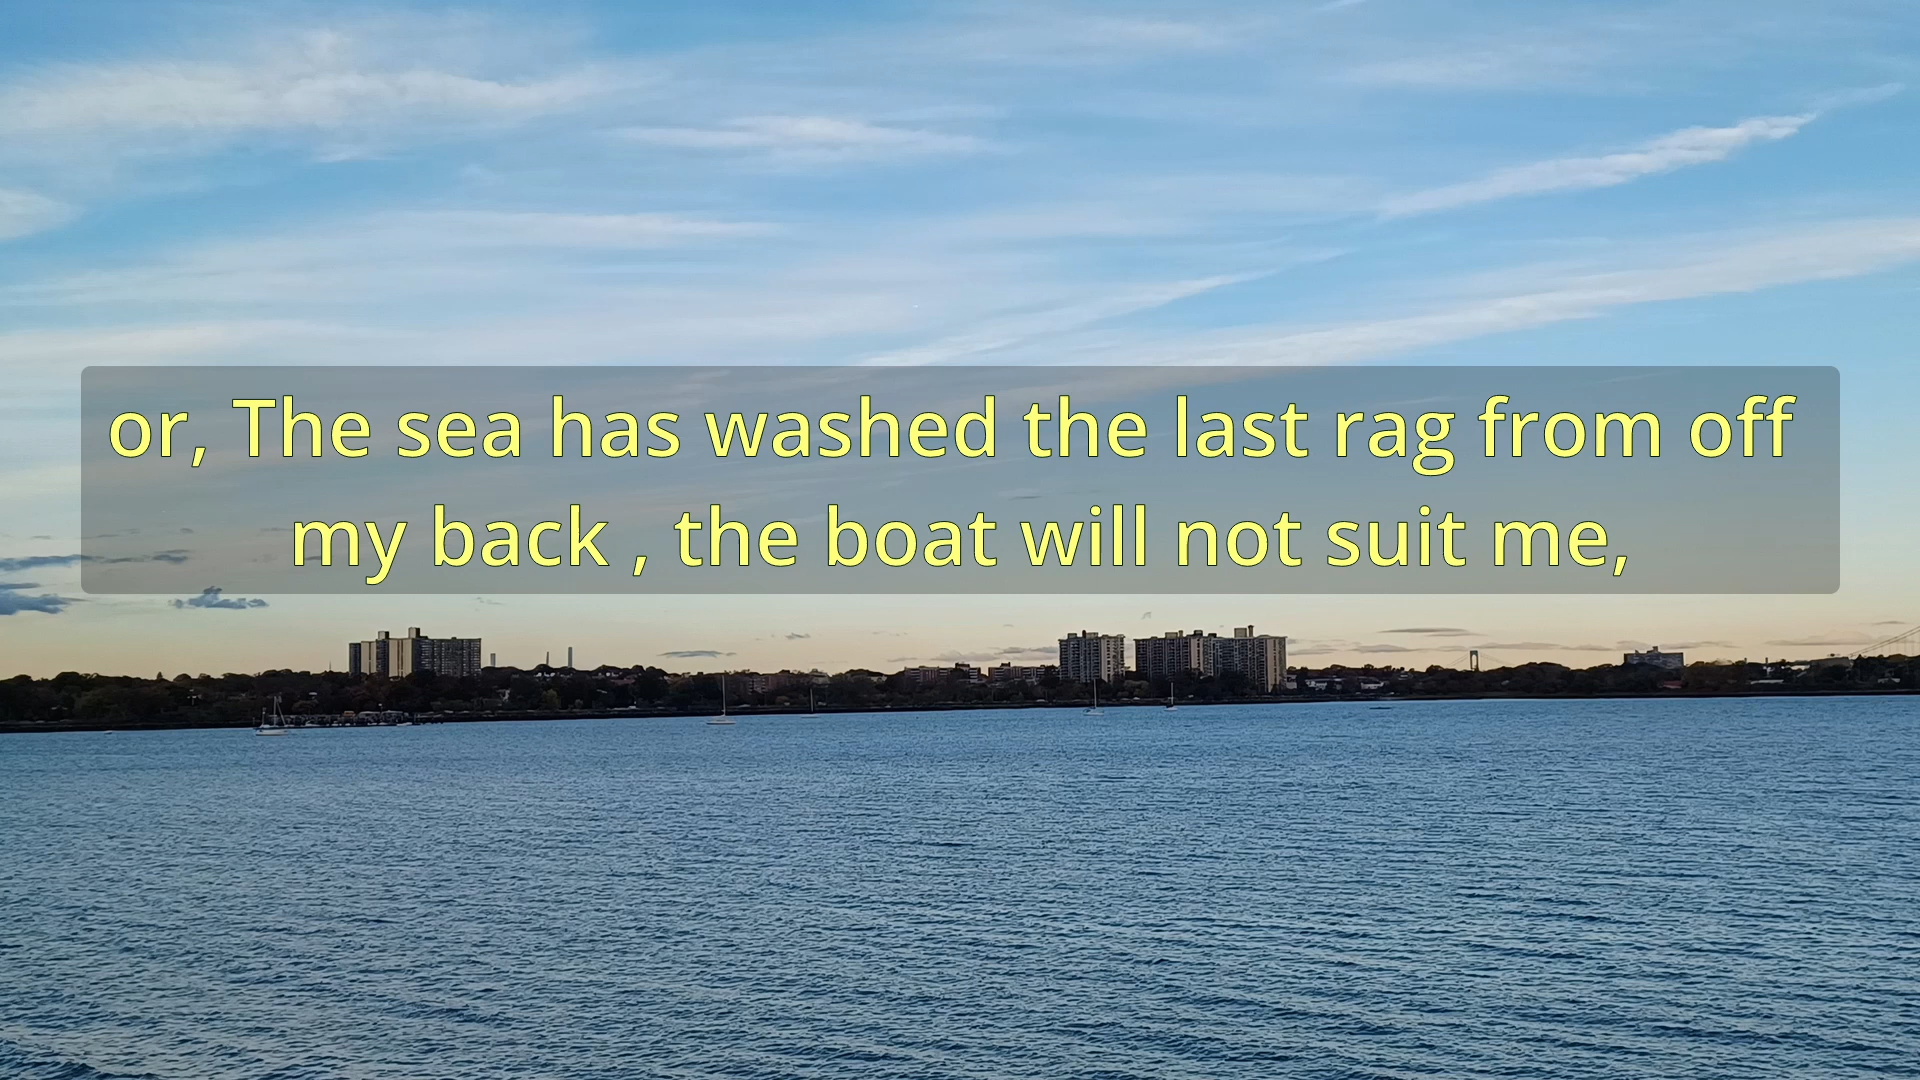 or, The sea has washed the last rag from off
my back , the boat will not suit me,